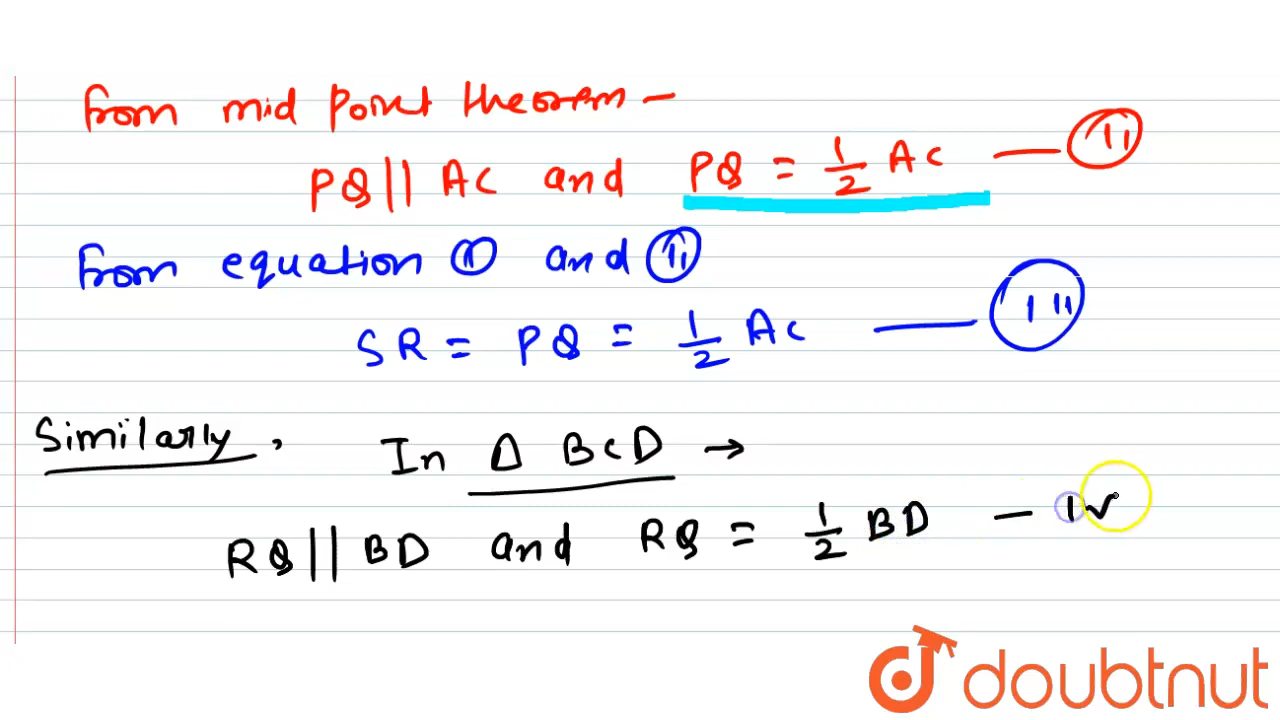 from mid point theorem –
PQ || AC and PQ = 1/2 AC — (ii)
from equation (i) and (ii)
SR = PQ = 1/2 AC — (iii)
Similarly, In Δ BCD →
RQ || BD and RQ = 1/2 BD – iv
doubtnut